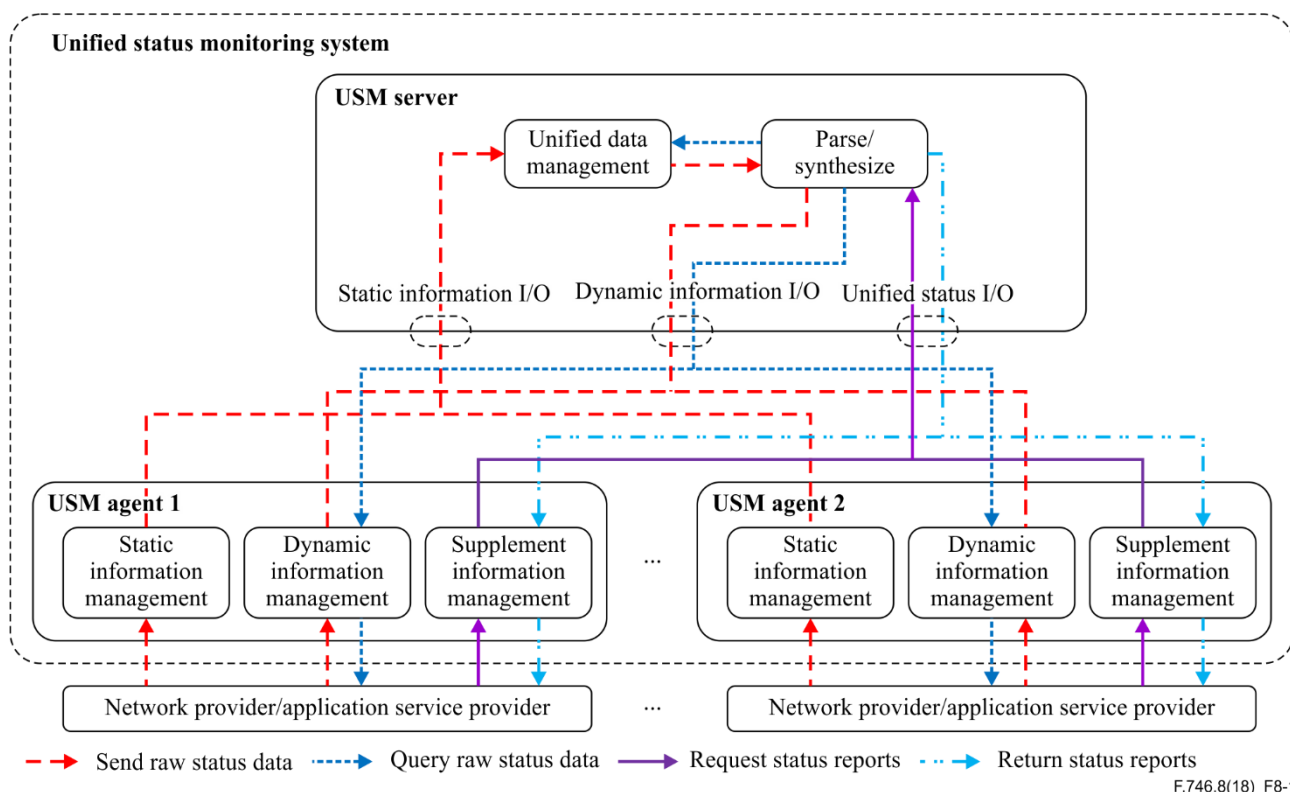 Unified status monitoring system
USM server
Unified data
management
Parse/
synthesize
Static information I/O
Dynamic information I/O
Unified status I/O
USM agent 1
Static
information
management
Dynamic
information
management
Supplement
information
management
...
USM agent 2
Static
information
management
Dynamic
information
management
Supplement
information
management
Network provider/application service provider
...
Network provider/application service provider
Send raw status data
Query raw status data
Request status reports
Return status reports